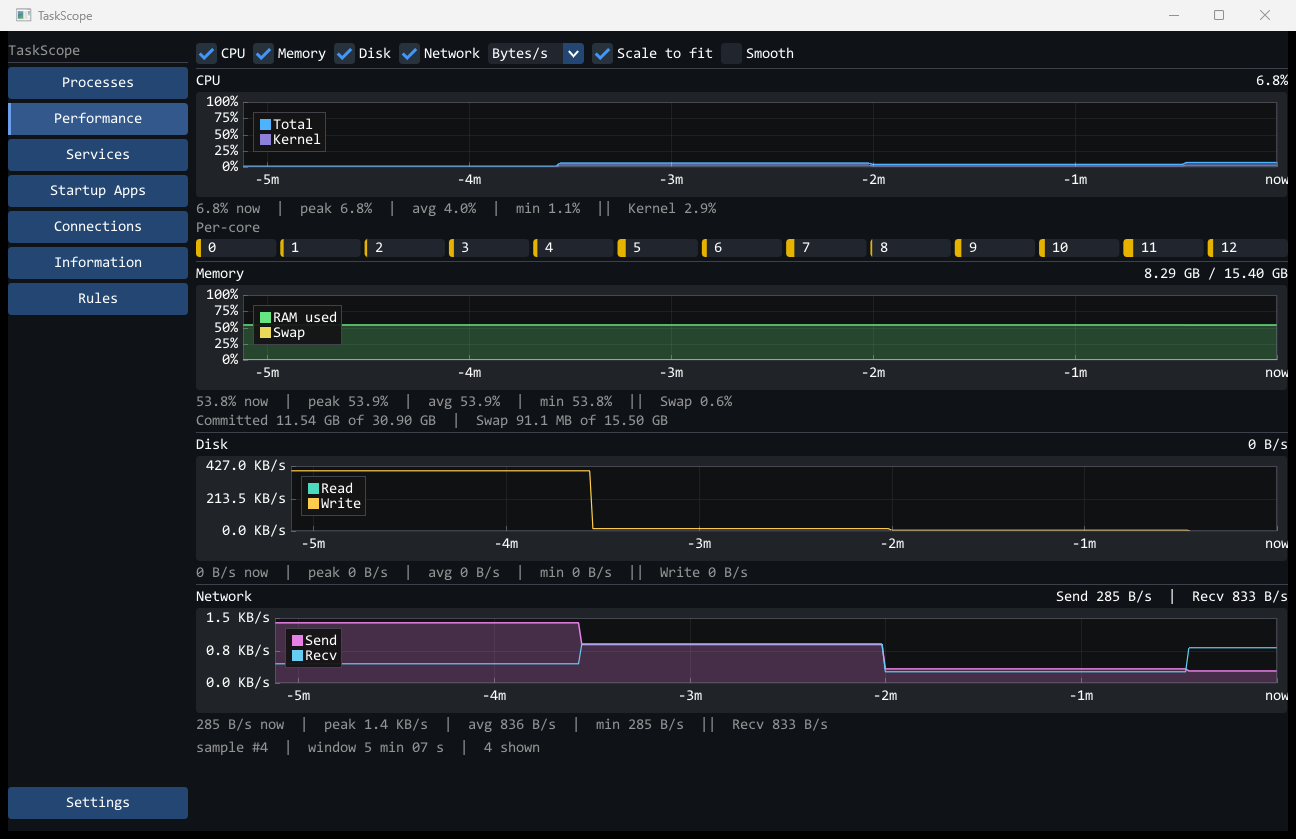 TaskScope
TaskScope
Processes
Performance
Services
Startup Apps
Connections
Information
Rules
Settings
CPU Memory Disk Network Bytes/s Scale to fit Smooth
CPU 6.8%
100%
75%
50%
25%
0%
Total
Kernel
-5m -4m -3m -2m -1m now
6.8% now | peak 6.8% | avg 4.0% | min 1.1% || Kernel 2.9%
Per-core
0 1 2 3 4 5 6 7 8 9 10 11 12
Memory 8.29 GB / 15.40 GB
100%
75%
50%
25%
0%
RAM used
Swap
-5m -4m -3m -2m -1m now
53.8% now | peak 53.9% | avg 53.9% | min 53.8% || Swap 0.6%
Committed 11.54 GB of 30.90 GB | Swap 91.1 MB of 15.50 GB
Disk 0 B/s
427.0 KB/s
213.5 KB/s
0.0 KB/s
Read
Write
-5m -4m -3m -2m -1m now
0 B/s now | peak 0 B/s | avg 0 B/s | min 0 B/s || Write 0 B/s
Network Send 285 B/s | Recv 833 B/s
1.5 KB/s
0.8 KB/s
0.0 KB/s
Send
Recv
-5m -4m -3m -2m -1m now
285 B/s now | peak 1.4 KB/s | avg 836 B/s | min 285 B/s || Recv 833 B/s
sample #4 | window 5 min 07 s | 4 shown